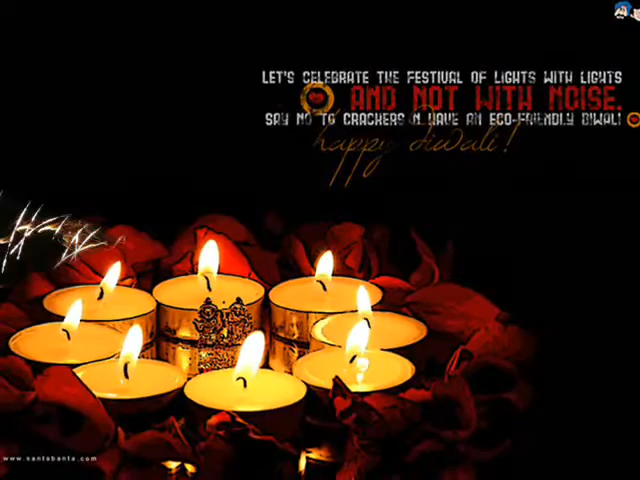 LET'S CELEBRATE THE FESTIVAL OF LIGHTS WITH LIGHTS
AND NOT WITH NOISE.
SAY NO TO CRACKERS N HAVE AN ECO-FRIENDLY DIWALI
happy diwali!
www.santabanta.com